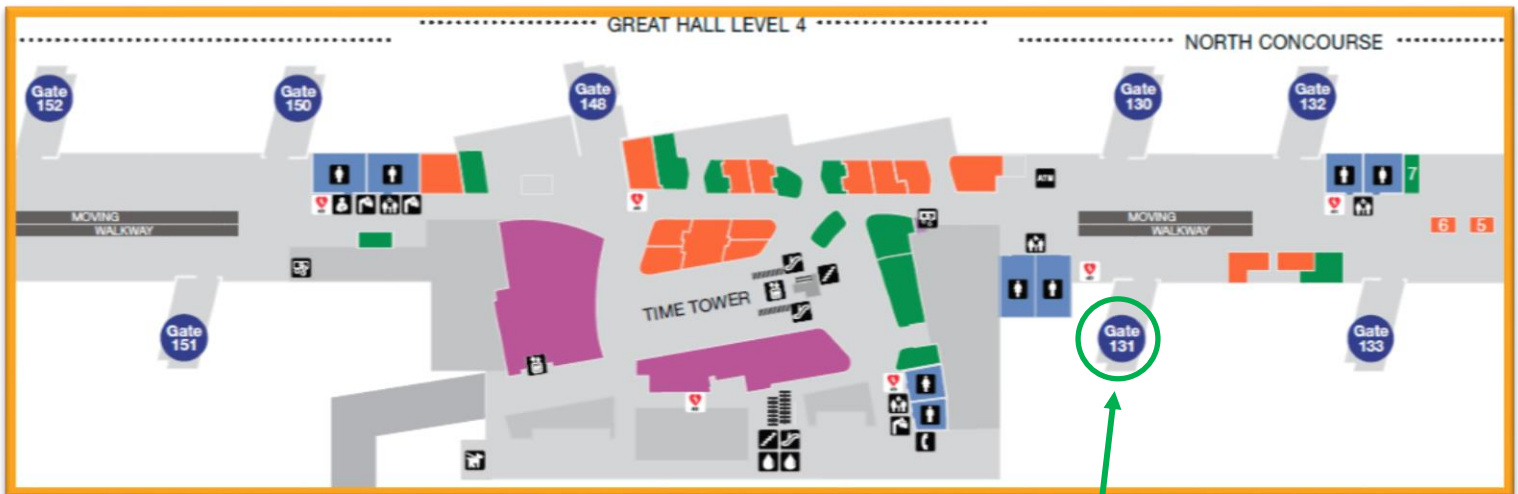 GREAT HALL LEVEL 4
NORTH CONCOURSE
Gate
152
Gate
150
Gate
148
Gate
130
Gate
132
7
ATM
MOVING
WALKWAY
MOVING
WALKWAY
6
5
TIME TOWER
Gate
151
Gate
131
Gate
133